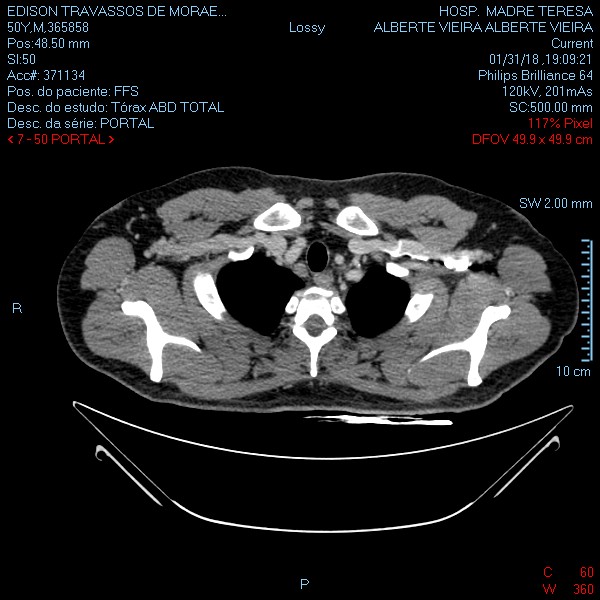 EDISON TRAVASSOS DE MORAE...
50Y,M,365858
Pos:48.50 mm
SI:50
Acc#: 371134
Pos. do paciente: FFS
Desc. do estudo: Tórax ABD TOTAL
Desc. da série: PORTAL
< 7 - 50 PORTAL >
Lossy
HOSP. MADRE TERESA
ALBERTE VIEIRA ALBERTE VIEIRA
Current
01/31/18 ,19:09:21
Philips Brilliance 64
120kV, 201mAs
SC:500.00 mm
117% Pixel
DFOV 49.9 x 49.9 cm
SW 2.00 mm
R
10 cm
P
C 60
W 360